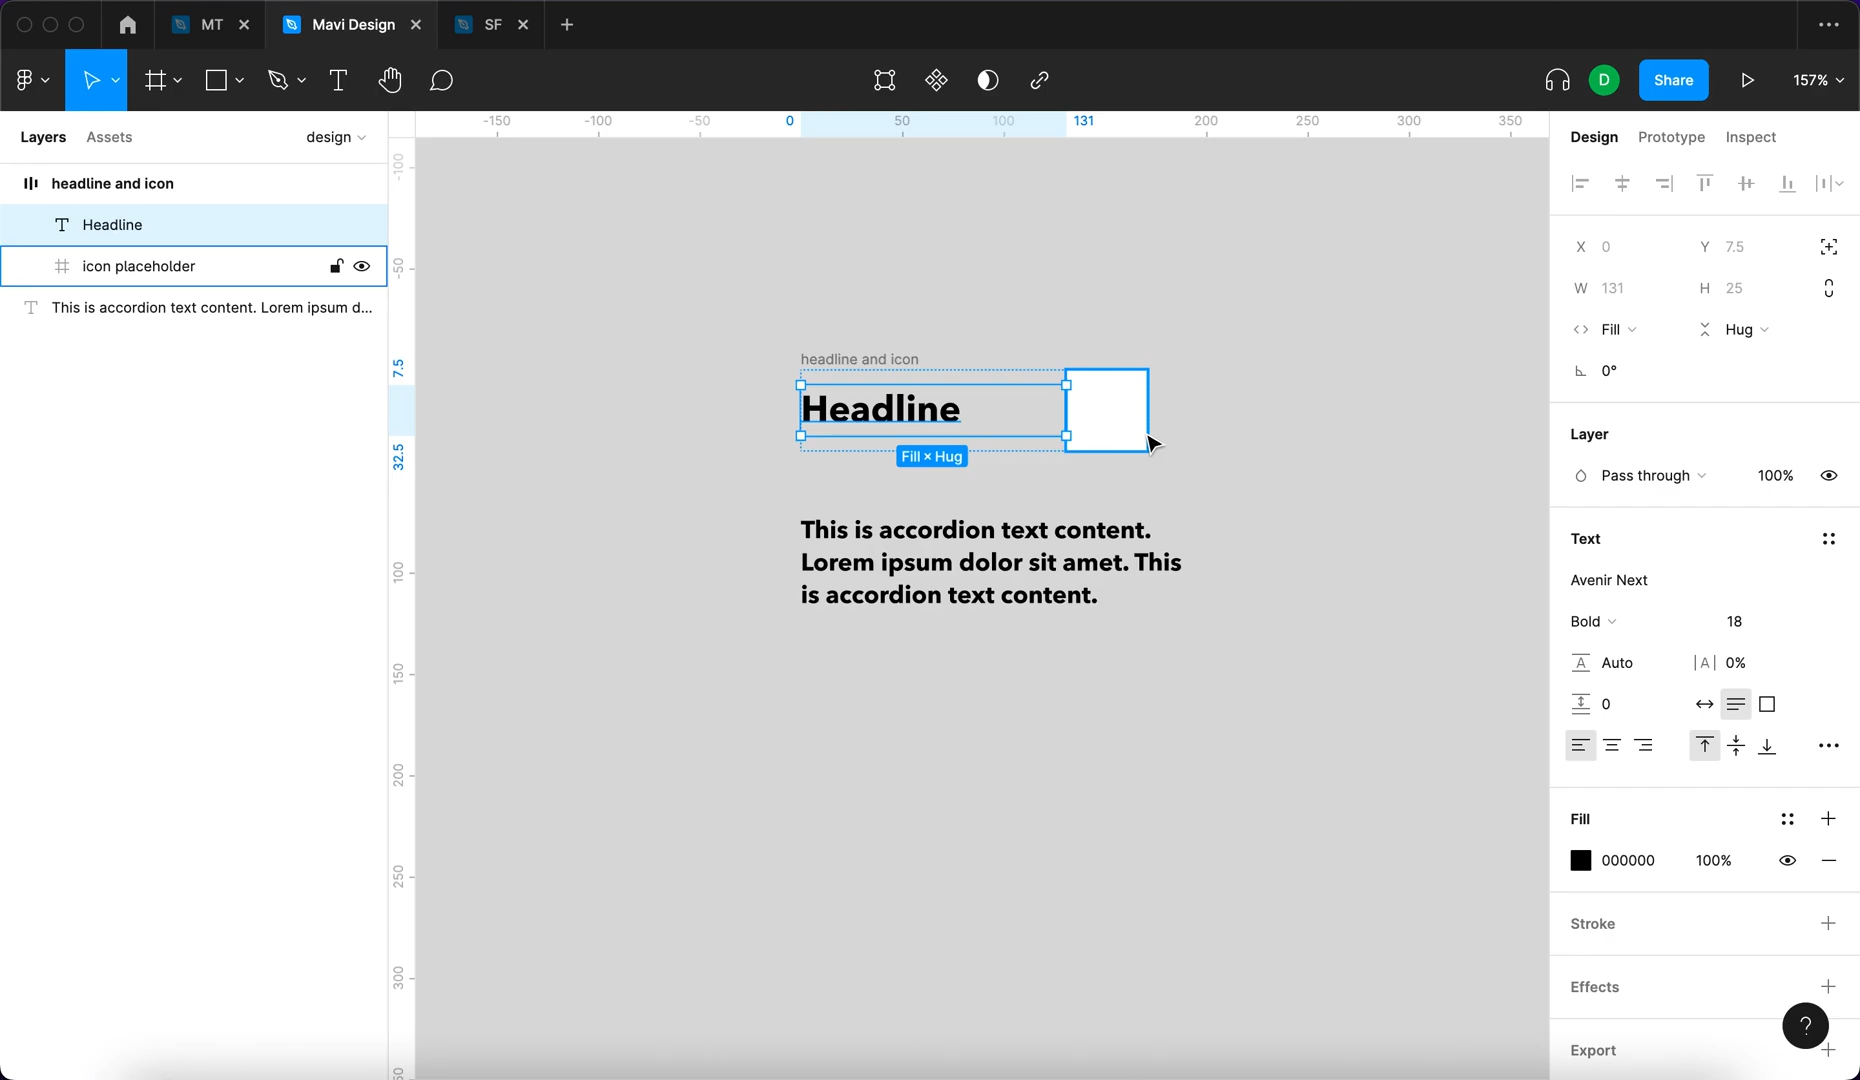 MT
Mavi Design
SF
D
Share
157%
Layers
Assets
design
headline and icon
Headline
icon placeholder
This is accordion text content. Lorem ipsum d...
-150
-100
-50
0
50
100
131
200
250
300
350
-100
-50
7.5
32.5
100
150
200
250
300
50
headline and icon
Headline
Fill × Hug
This is accordion text content.
Lorem ipsum dolor sit amet. This
is accordion text content.
Design
Prototype
Inspect
X 0
Y 7.5
W 131
H 25
Fill
Hug
0°
Layer
Pass through
100%
Text
Avenir Next
Bold
18
A Auto
|A| 0%
0
Fill
000000
100%
Stroke
Effects
?
Export